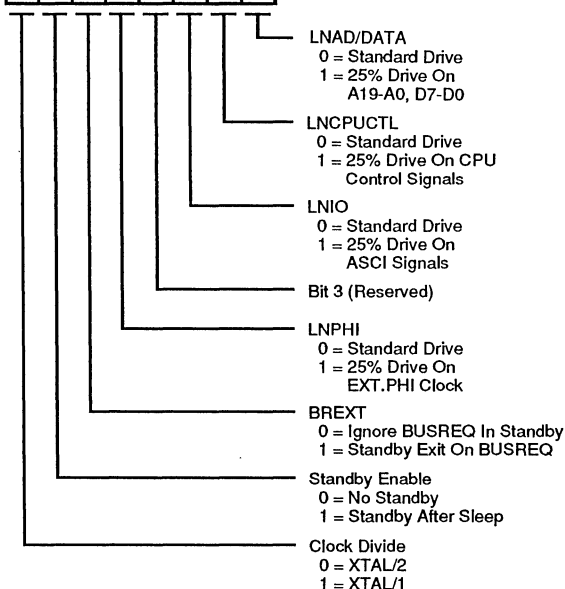 LNAD/DATA
0 = Standard Drive
1 = 25% Drive On
A19-A0, D7-D0
LNCPUCTL
0 = Standard Drive
1 = 25% Drive On CPU
Control Signals
LNIO
0 = Standard Drive
1 = 25% Drive On
ASCI Signals
Bit 3 (Reserved)
LNPHI
0 = Standard Drive
1 = 25% Drive On
EXT.PHI Clock
BREXT
0 = Ignore BUSREQ In Standby
1 = Standby Exit On BUSREQ
Standby Enable
0 = No Standby
1 = Standby After Sleep
Clock Divide
0 = XTAL/2
1 = XTAL/1